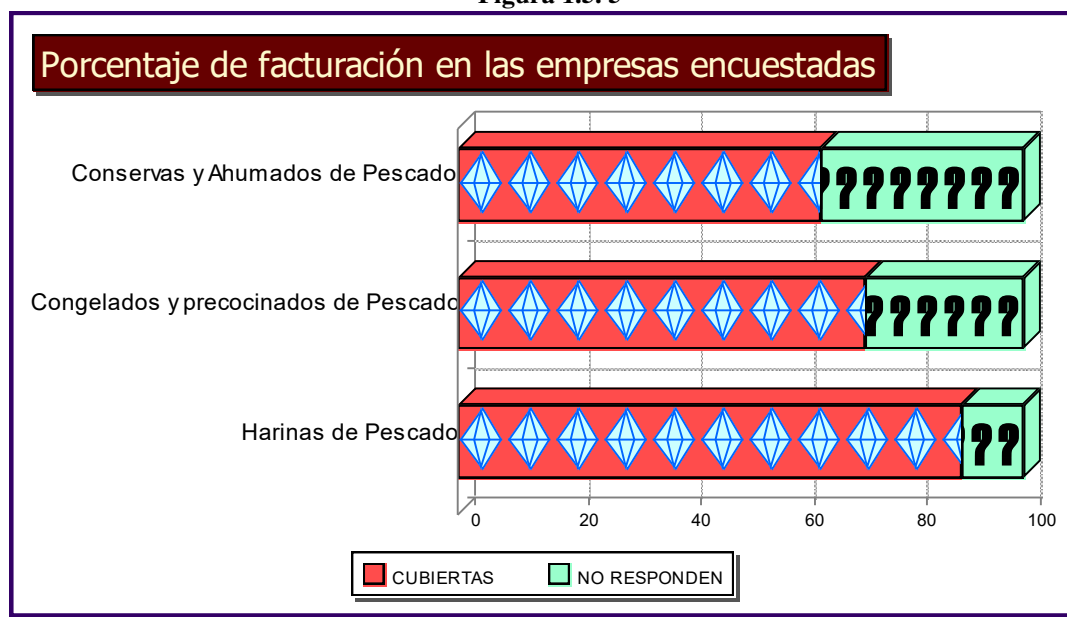 Porcentaje de facturación en las empresas encuestadas
Conservas y Ahumados de Pescado
????????
Congelados y precocinados de Pescado
??????
Harinas de Pescado
???
0 20 40 60 80 100
CUBIERTAS NO RESPONDEN